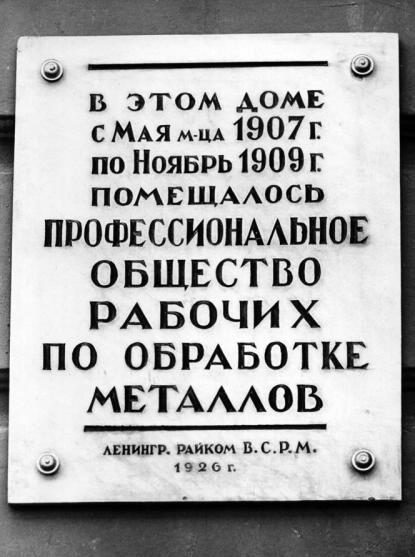 В ЭТОМ ДОМЕ
С МАЯ М-ЦА 1907 Г.
ПО НОЯБРЬ 1909 Г.
ПОМЕЩАЛОСЬ
ПРОФЕССИОНАЛЬНОЕ
ОБЩЕСТВО
РАБОЧИХ
ПО ОБРАБОТКЕ
МЕТАЛЛОВ
ЛЕНИНГР. РАЙКОМ В.С.Р.М.
1926 Г.